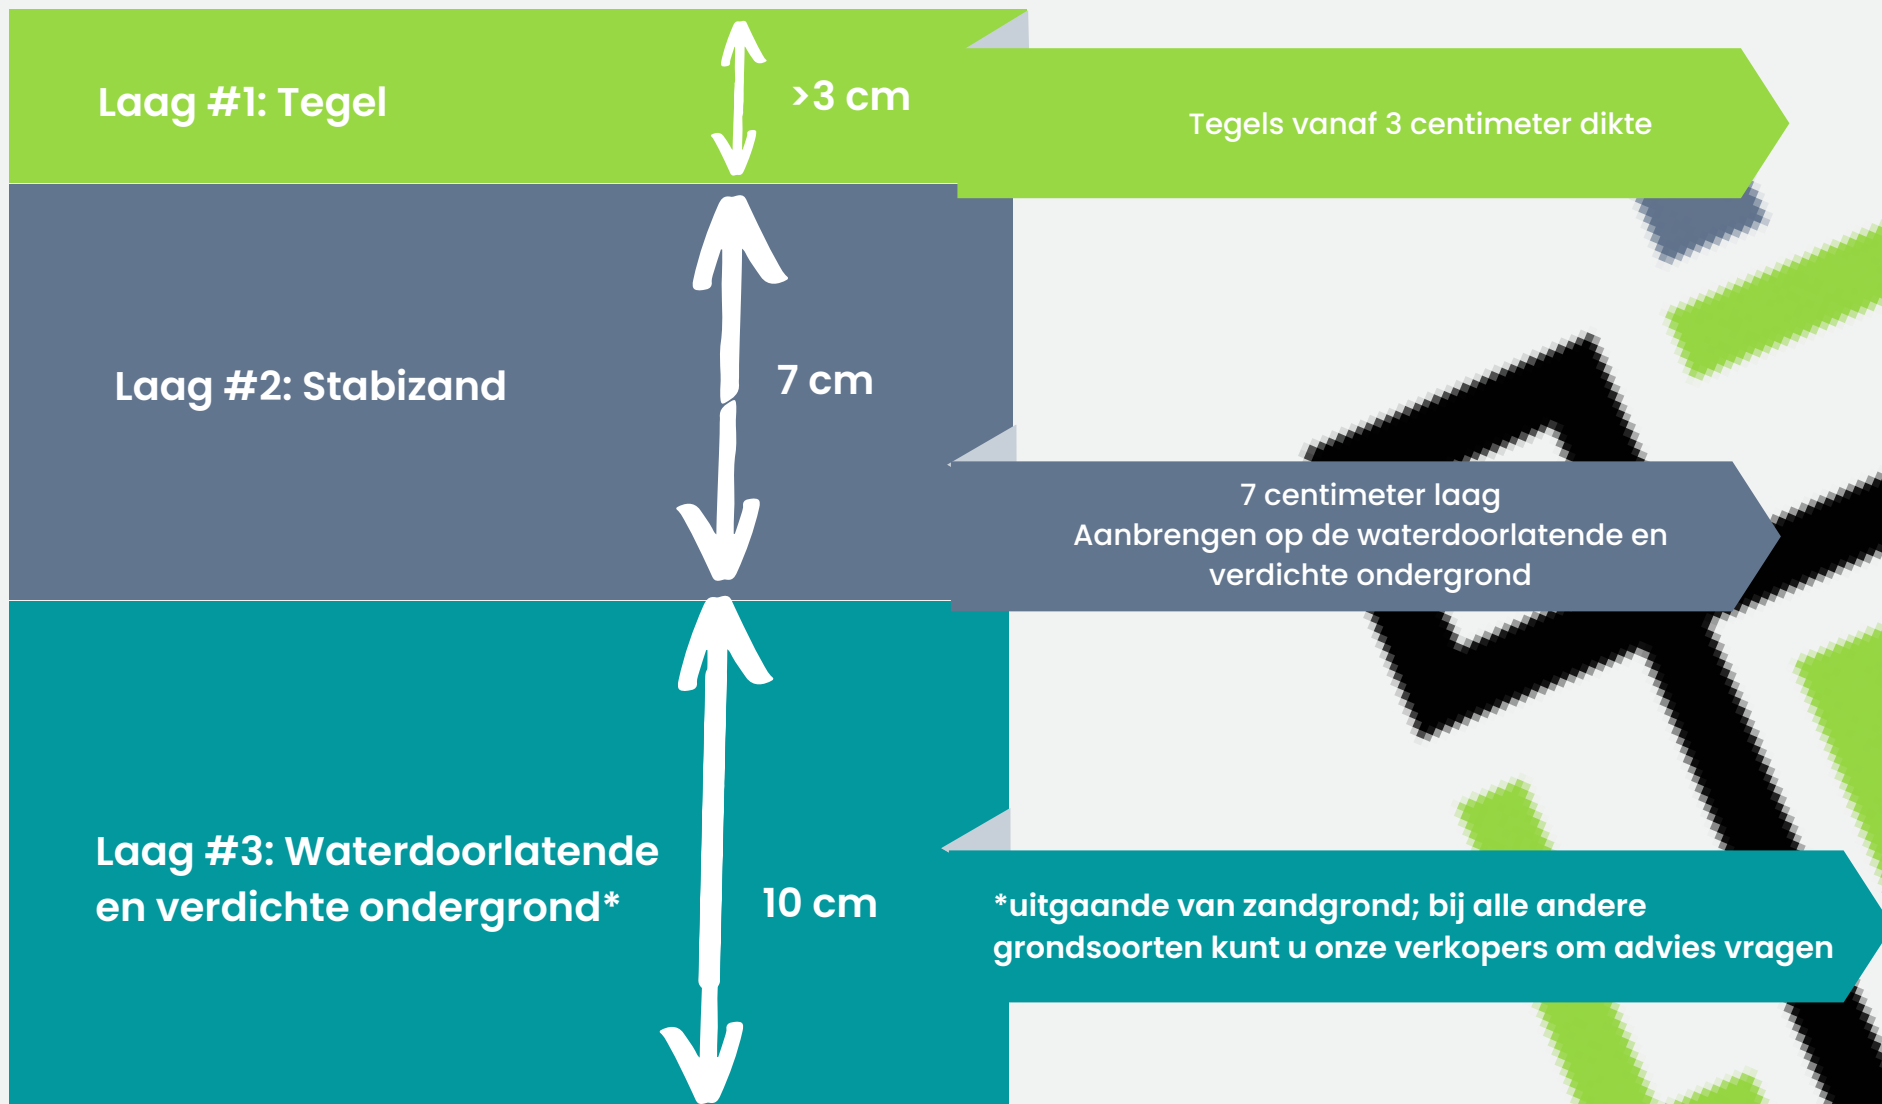 Laag #1: Tegel
>3 cm
Tegels vanaf 3 centimeter dikte
Laag #2: Stabizand
7 cm
7 centimeter laag
Aanbrengen op de waterdoorlatende en
verdichte ondergrond
Laag #3: Waterdoorlatende
en verdichte ondergrond*
10 cm
*uitgaande van zandgrond; bij alle andere
grondsoorten kunt u onze verkopers om advies vragen